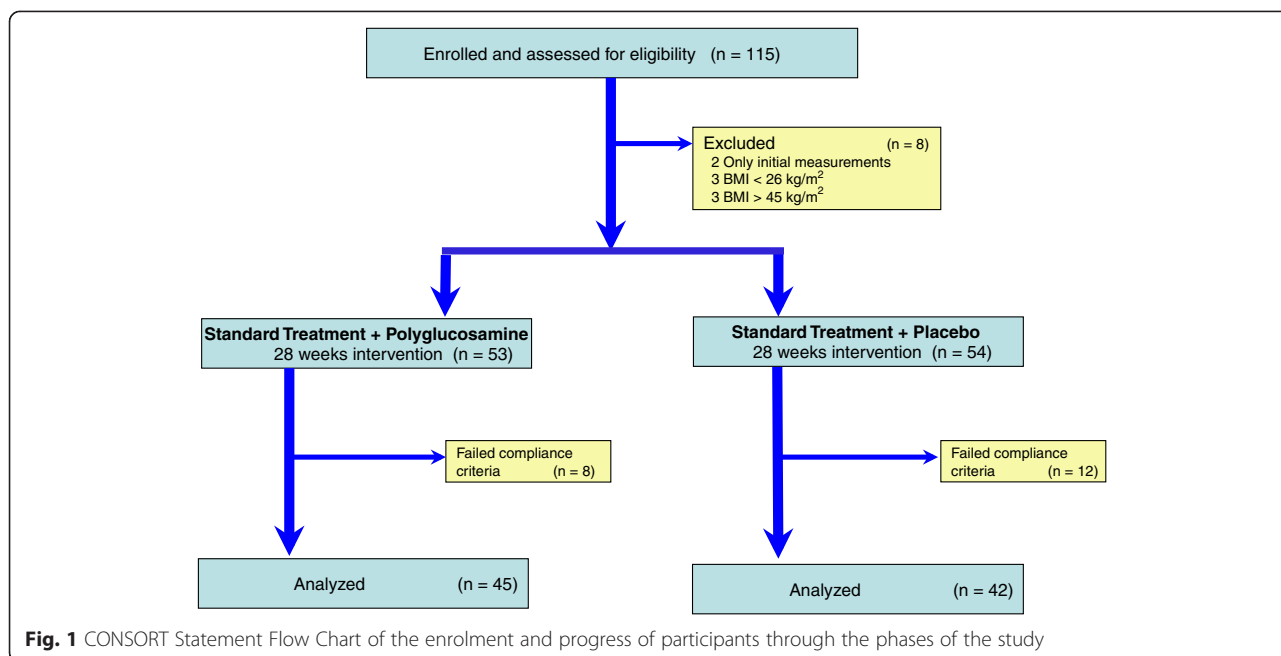 Enrolled and assessed for eligibility (n = 115)
Excluded (n = 8)
2 Only initial measurements
3 BMI < 26 kg/m²
3 BMI > 45 kg/m²
Standard Treatment + Polyglucosamine
28 weeks intervention (n = 53)
Standard Treatment + Placebo
28 weeks intervention (n = 54)
Failed compliance
criteria (n = 8)
Failed compliance
criteria (n = 12)
Analyzed (n = 45)
Analyzed (n = 42)
Fig. 1 CONSORT Statement Flow Chart of the enrolment and progress of participants through the phases of the study